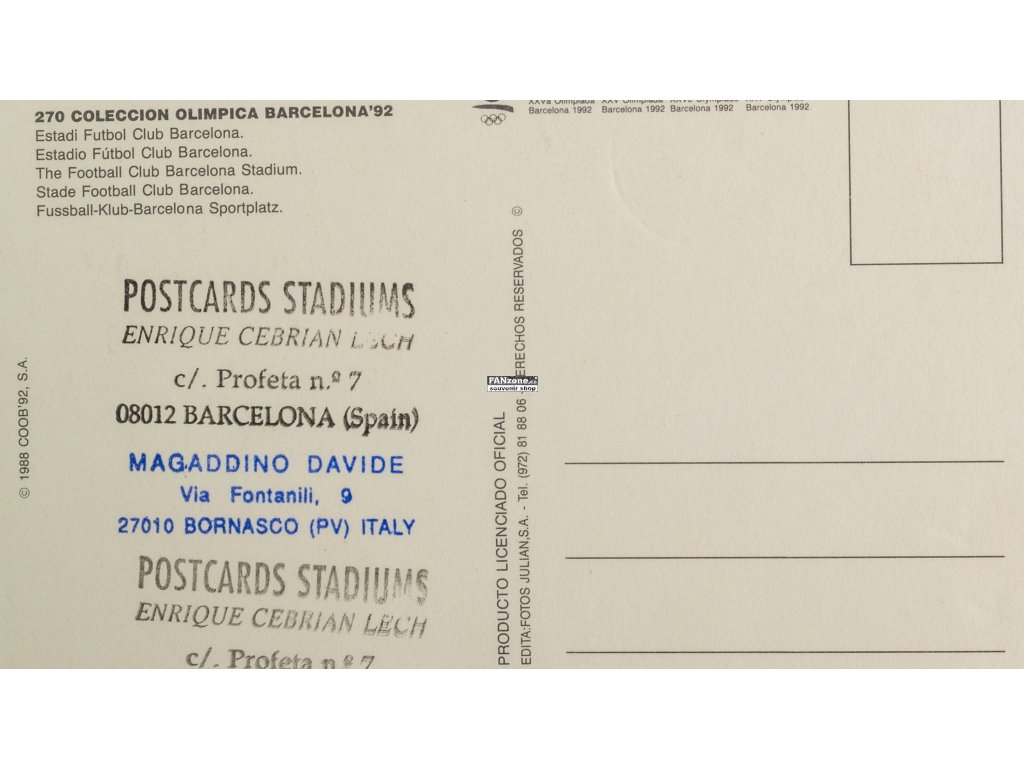 270 COLECCION OLIMPICA BARCELONA'92
Estadi Futbol Club Barcelona.
Estadio Fútbol Club Barcelona.
The Football Club Barcelona Stadium.
Stade Football Club Barcelona.
Fussball-Klub-Barcelona Sportplatz.
Barcelona 1992 Barcelona 1992 Barcelona 1992 Barcelona 1992
POSTCARDS STADIUMS
ENRIQUE CEBRIAN LECH
c/. Profeta n.º 7
08012 BARCELONA (Spain)
MAGADDINO DAVIDE
Via Fontanili, 9
27010 BORNASCO (PV) ITALY
POSTCARDS STADIUMS
ENRIQUE CEBRIAN LECH
c/. Profeta n.º 7
© 1988 COOB'92, S.A.
PRODUCTO LICENCIADO OFICIAL
EDITA:FOTOS JULIAN,S.A. - Tel. (972) 81 88 06 DERECHOS RESERVADOS ©
FANzone
souvenir shop